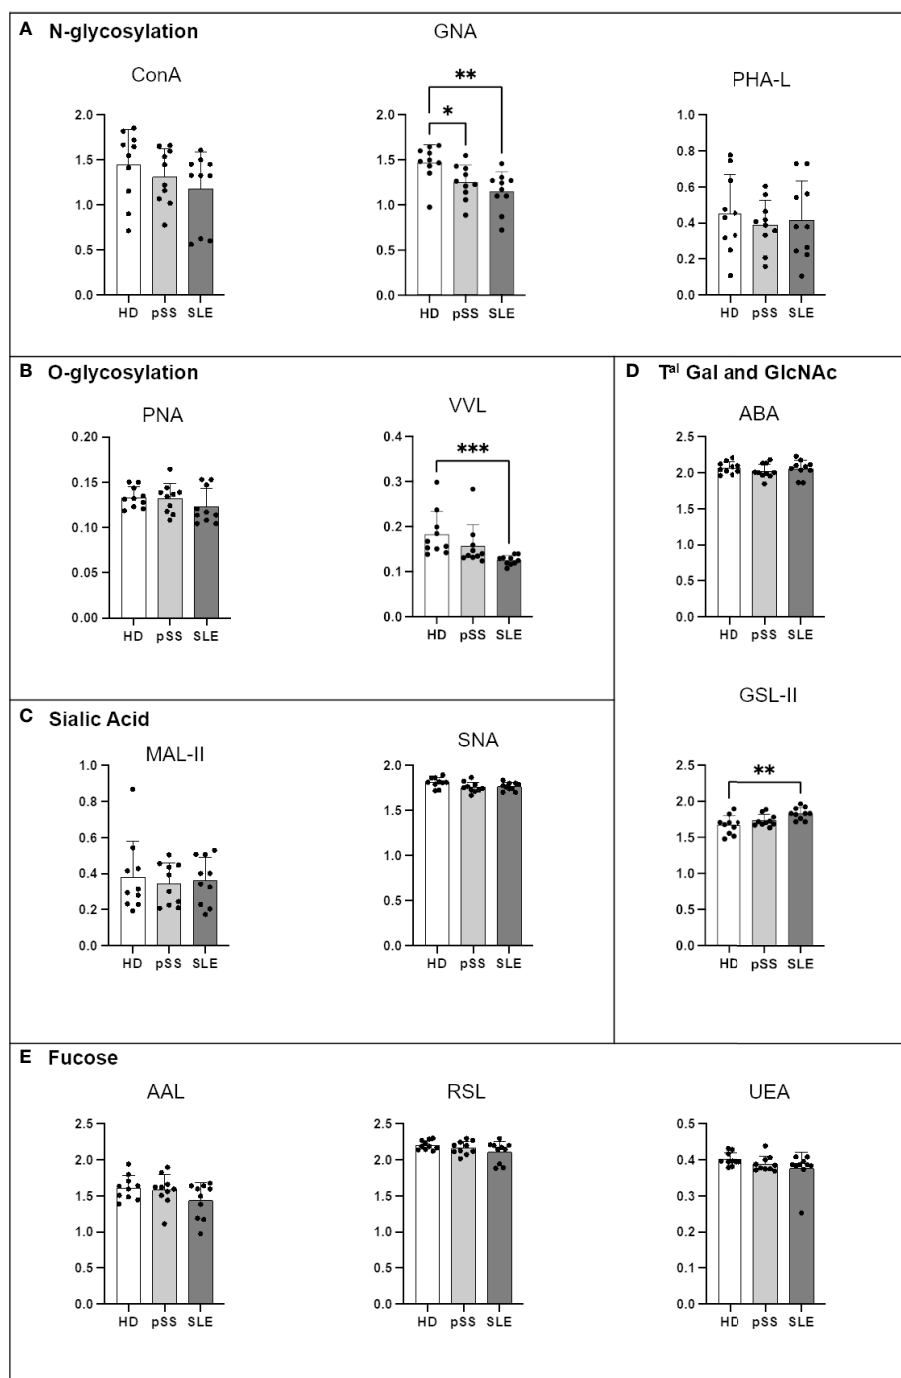 A N-glycosylation
ConA
2.0
1.5
1.0
0.5
0.0
HD pSS SLE
GNA
**
*
2.0
1.5
1.0
0.5
0.0
HD pSS SLE
PHA-L
1.0
0.8
0.6
0.4
0.2
0.0
HD pSS SLE
B O-glycosylation
PNA
0.20
0.15
0.10
0.05
0.00
HD pSS SLE
VVL
***
0.4
0.3
0.2
0.1
0.0
HD pSS SLE
C Sialic Acid
MAL-II
1.0
0.8
0.6
0.4
0.2
0.0
HD pSS SLE
SNA
2.0
1.5
1.0
0.5
0.0
HD pSS SLE
D Tal Gal and GlcNAc
ABA
2.5
2.0
1.5
1.0
0.5
0.0
HD pSS SLE
GSL-II
**
2.5
2.0
1.5
1.0
0.5
0.0
HD pSS SLE
E Fucose
AAL
2.5
2.0
1.5
1.0
0.5
0.0
HD pSS SLE
RSL
2.5
2.0
1.5
1.0
0.5
0.0
HD pSS SLE
UEA
0.5
0.4
0.3
0.1
0.1
0.0
HD pSS SLE